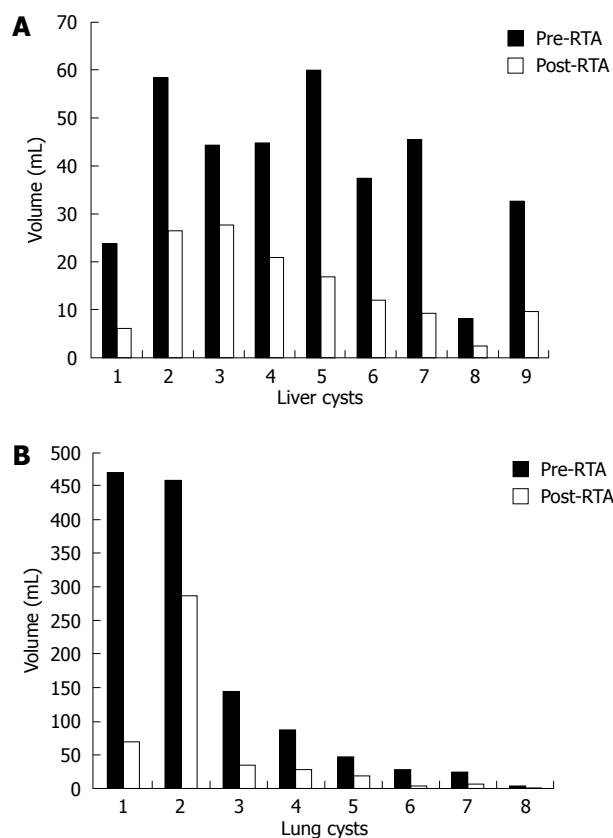 A
70
60
50
40
30
20
10
0
Volume (mL)
Pre-RTA
Post-RTA
1 2 3 4 5 6 7 8 9
Liver cysts
B
500
450
400
350
300
250
200
150
100
50
0
Volume (mL)
Pre-RTA
Post-RTA
1 2 3 4 5 6 7 8
Lung cysts